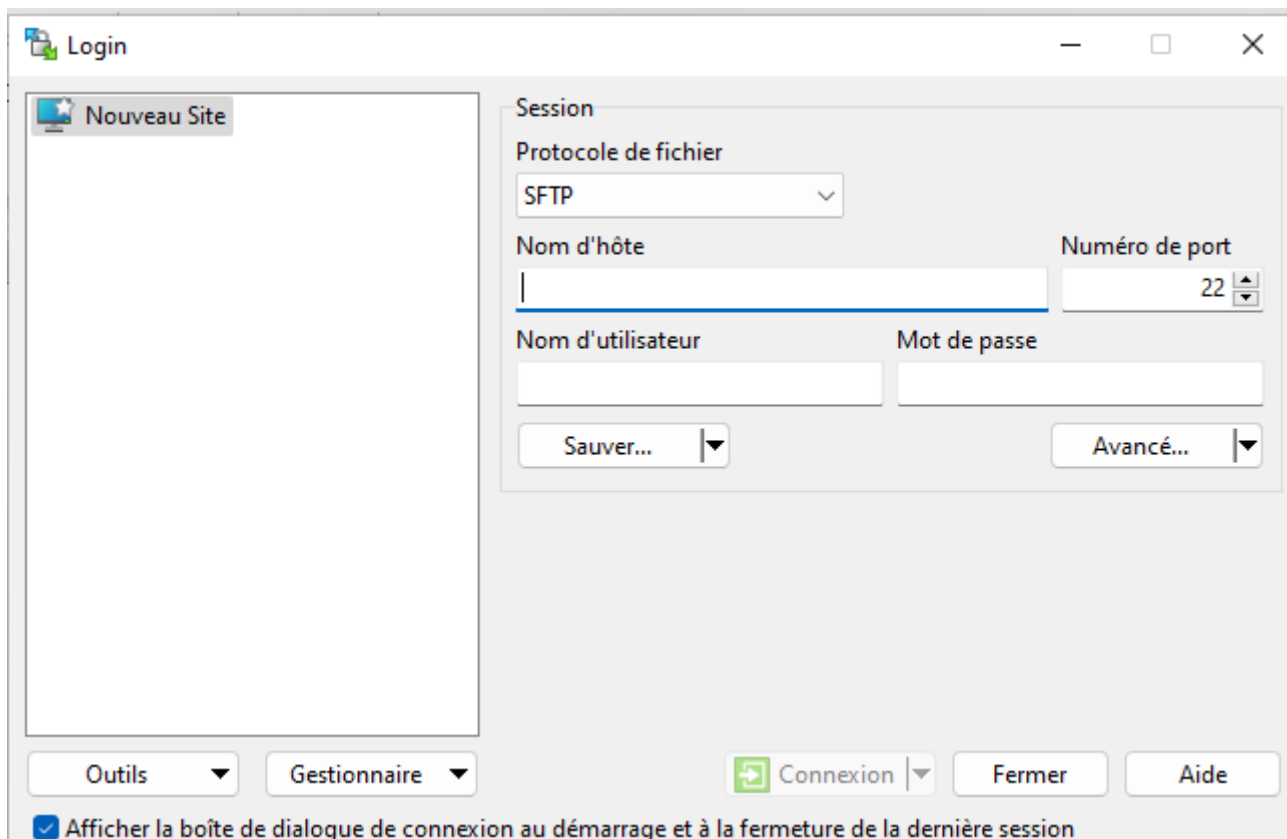 Login
Nouveau Site
Session
Protocole de fichier
SFTP
Nom d'hôte Numéro de port
22
Nom d'utilisateur Mot de passe
Sauver... Avancé...
Outils Gestionnaire Connexion Fermer Aide
Afficher la boîte de dialogue de connexion au démarrage et à la fermeture de la dernière session